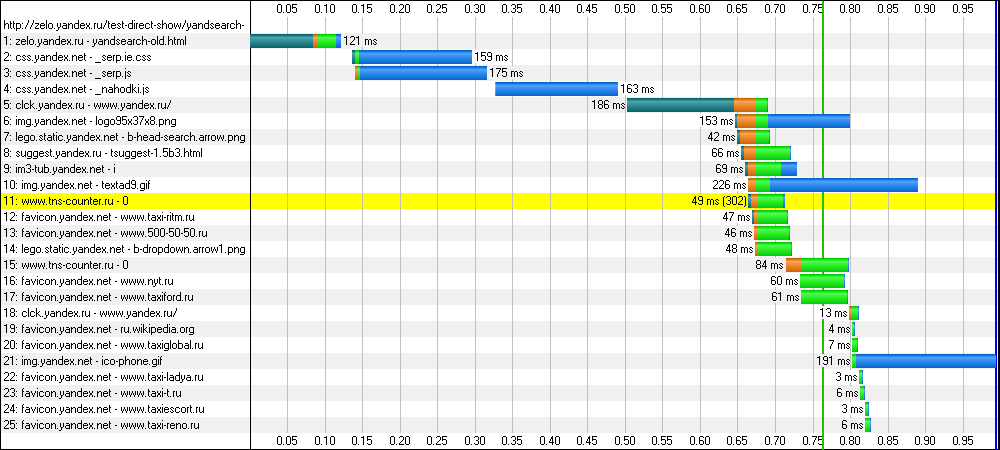 0.05 0.10 0.15 0.20 0.25 0.30 0.35 0.40 0.45 0.50 0.55 0.60 0.65 0.70 0.75 0.80 0.85 0.90 0.95
http://zelo.yandex.ru/test-direct-show/yandsearch-
1: zelo.yandex.ru - yandsearch-old.html 121 ms
2: css.yandex.net - _serp.ie.css 159 ms
3: css.yandex.net - _serp.js 175 ms
4: css.yandex.net - _nahodki.js 163 ms
5: clck.yandex.ru - www.yandex.ru/ 186 ms
6: img.yandex.net - logo95x37x8.png 153 ms
7: lego.static.yandex.net - b-head-search.arrow.png 42 ms
8: suggest.yandex.ru - tsuggest-1.5b3.html 66 ms
9: im3-tub.yandex.net - i 69 ms
10: img.yandex.net - textad9.gif 226 ms
11: www.tns-counter.ru - 0 49 ms (302)
12: favicon.yandex.net - www.taxi-ritm.ru 47 ms
13: favicon.yandex.net - www.500-50-50.ru 46 ms
14: lego.static.yandex.net - b-dropdown.arrow1.png 48 ms
15: www.tns-counter.ru - 0 84 ms
16: favicon.yandex.net - www.nyt.ru 60 ms
17: favicon.yandex.net - www.taxiford.ru 61 ms
18: clck.yandex.ru - www.yandex.ru/ 13 ms
19: favicon.yandex.net - ru.wikipedia.org 4 ms
20: favicon.yandex.net - www.taxiglobal.ru 7 ms
21: img.yandex.net - ico-phone.gif 191 ms
22: favicon.yandex.net - www.taxi-ladya.ru 3 ms
23: favicon.yandex.net - www.taxi-t.ru 6 ms
24: favicon.yandex.net - www.taxiescort.ru 3 ms
25: favicon.yandex.net - www.taxi-reno.ru 6 ms
0.05 0.10 0.15 0.20 0.25 0.30 0.35 0.40 0.45 0.50 0.55 0.60 0.65 0.70 0.75 0.80 0.85 0.90 0.95